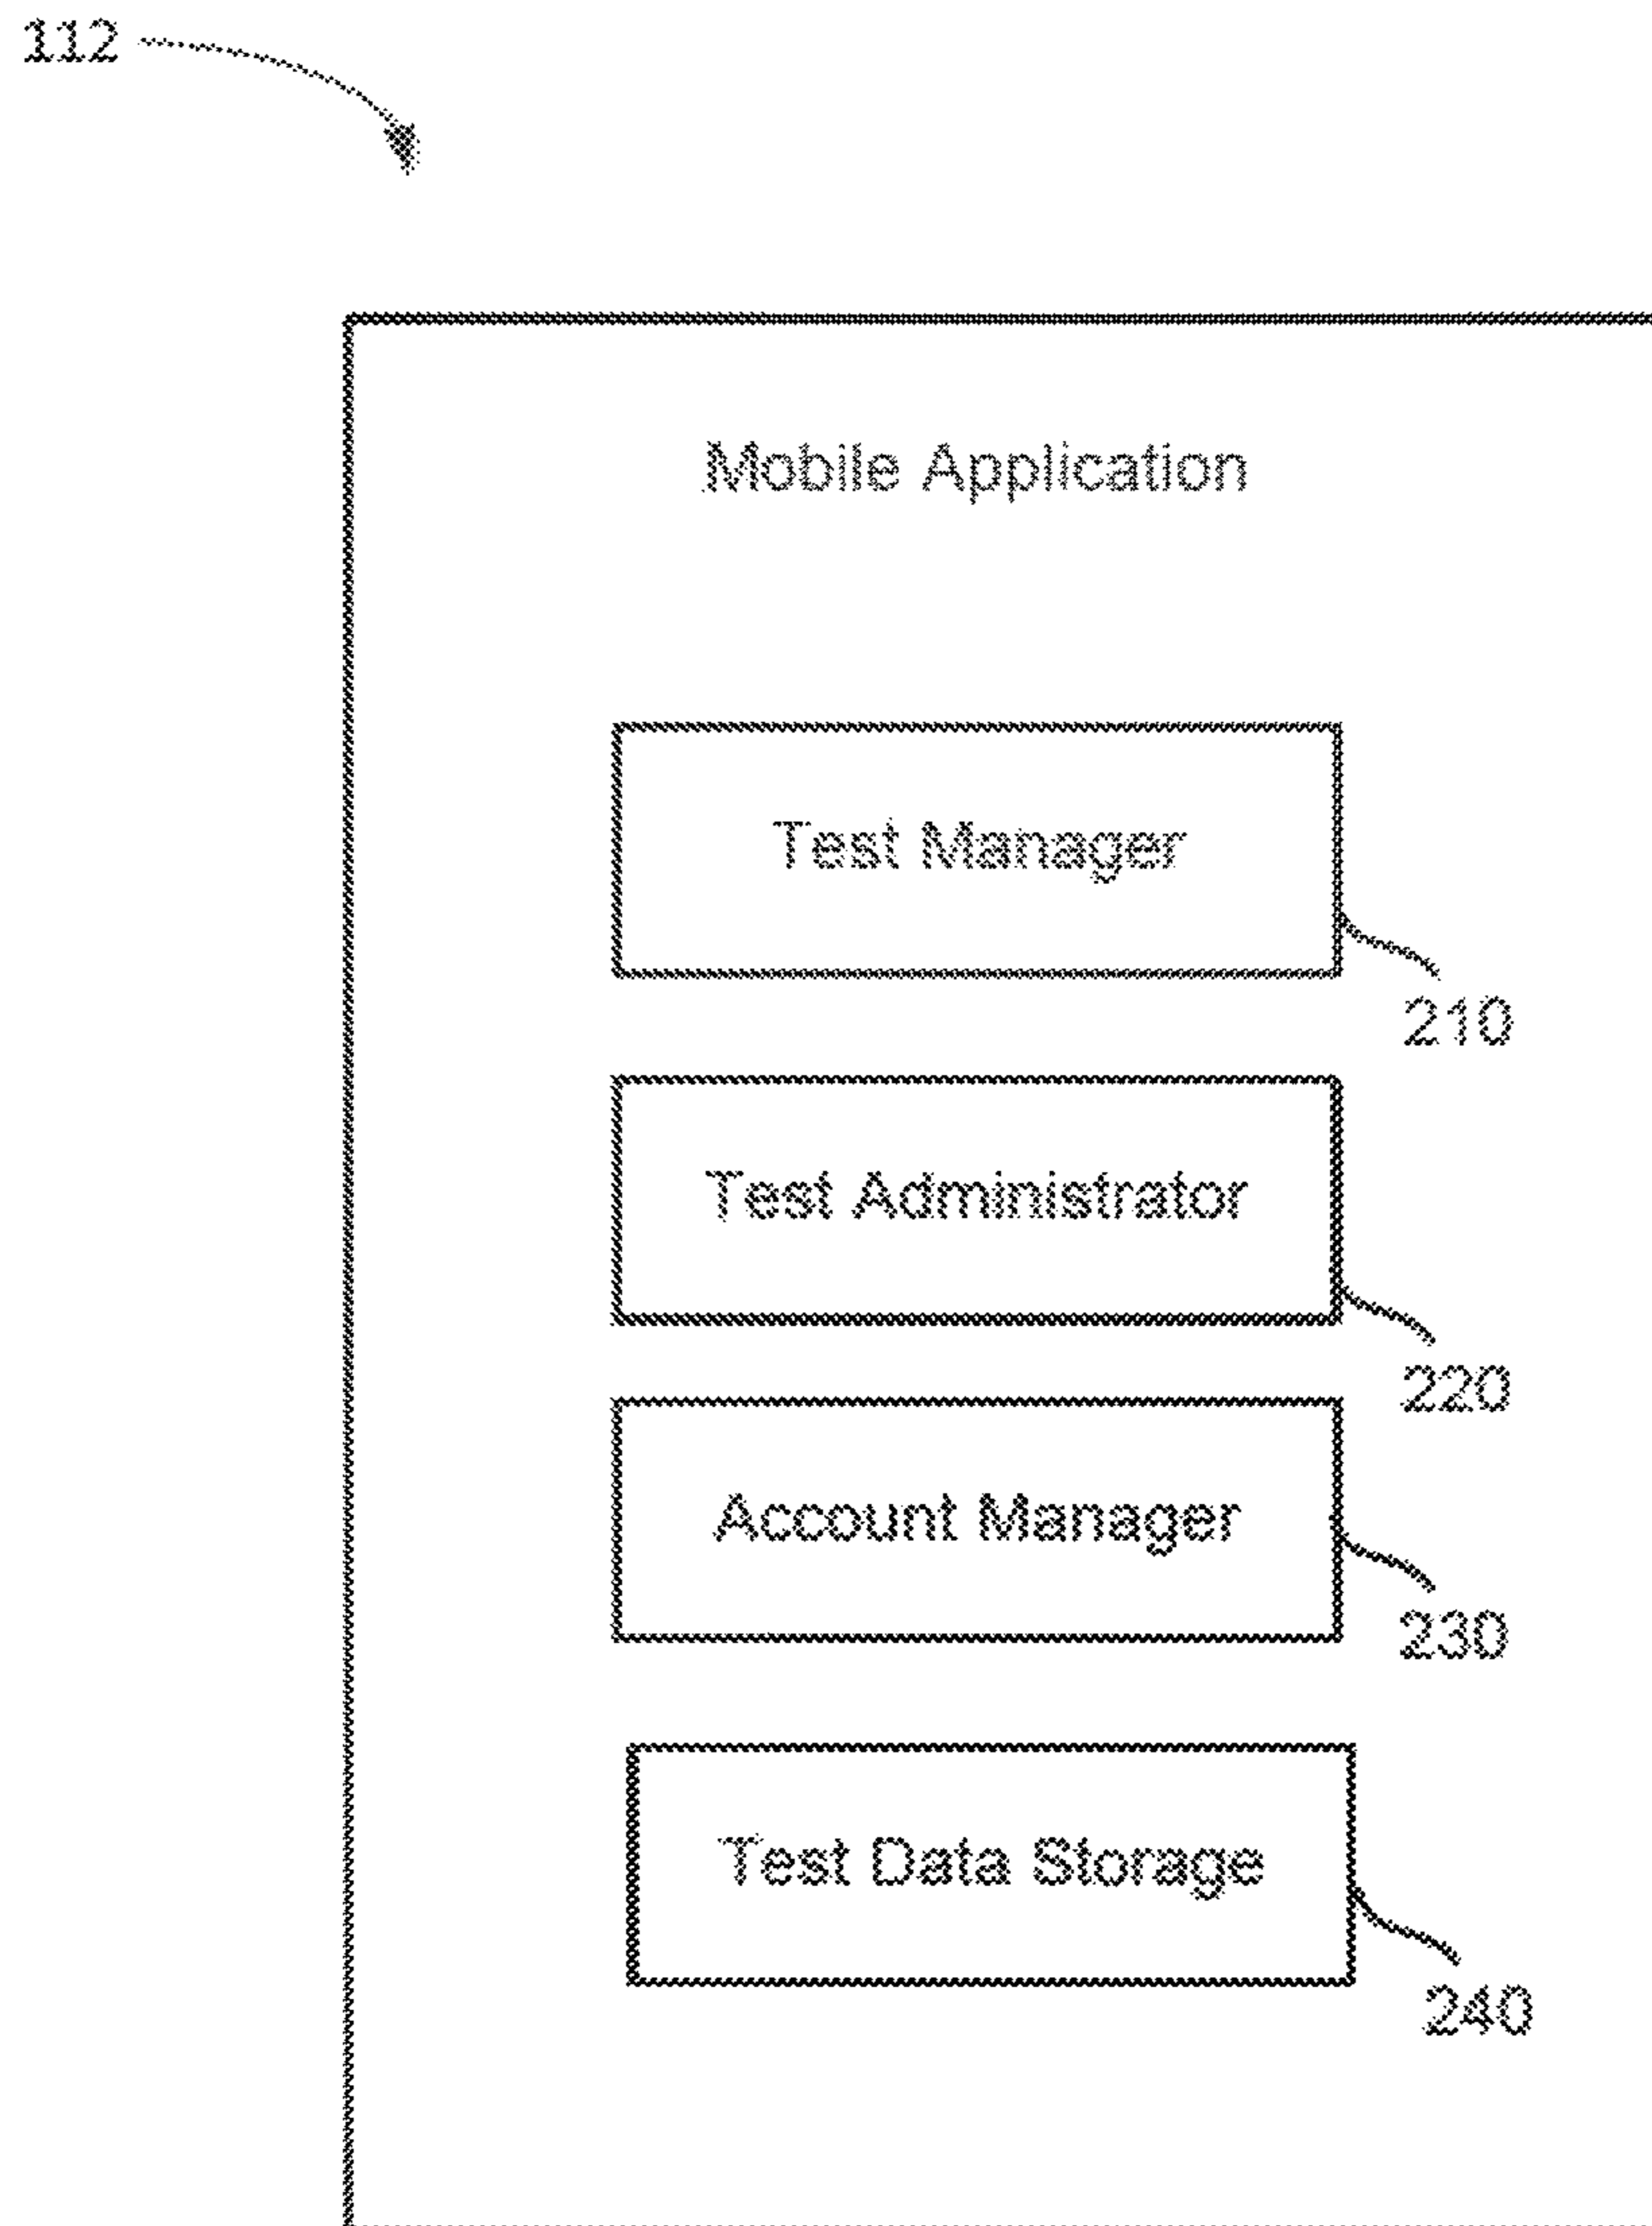 112
Mobile Application
Test Manager
210
Test Administrator
220
Account Manager
230
Test Data Storage
240